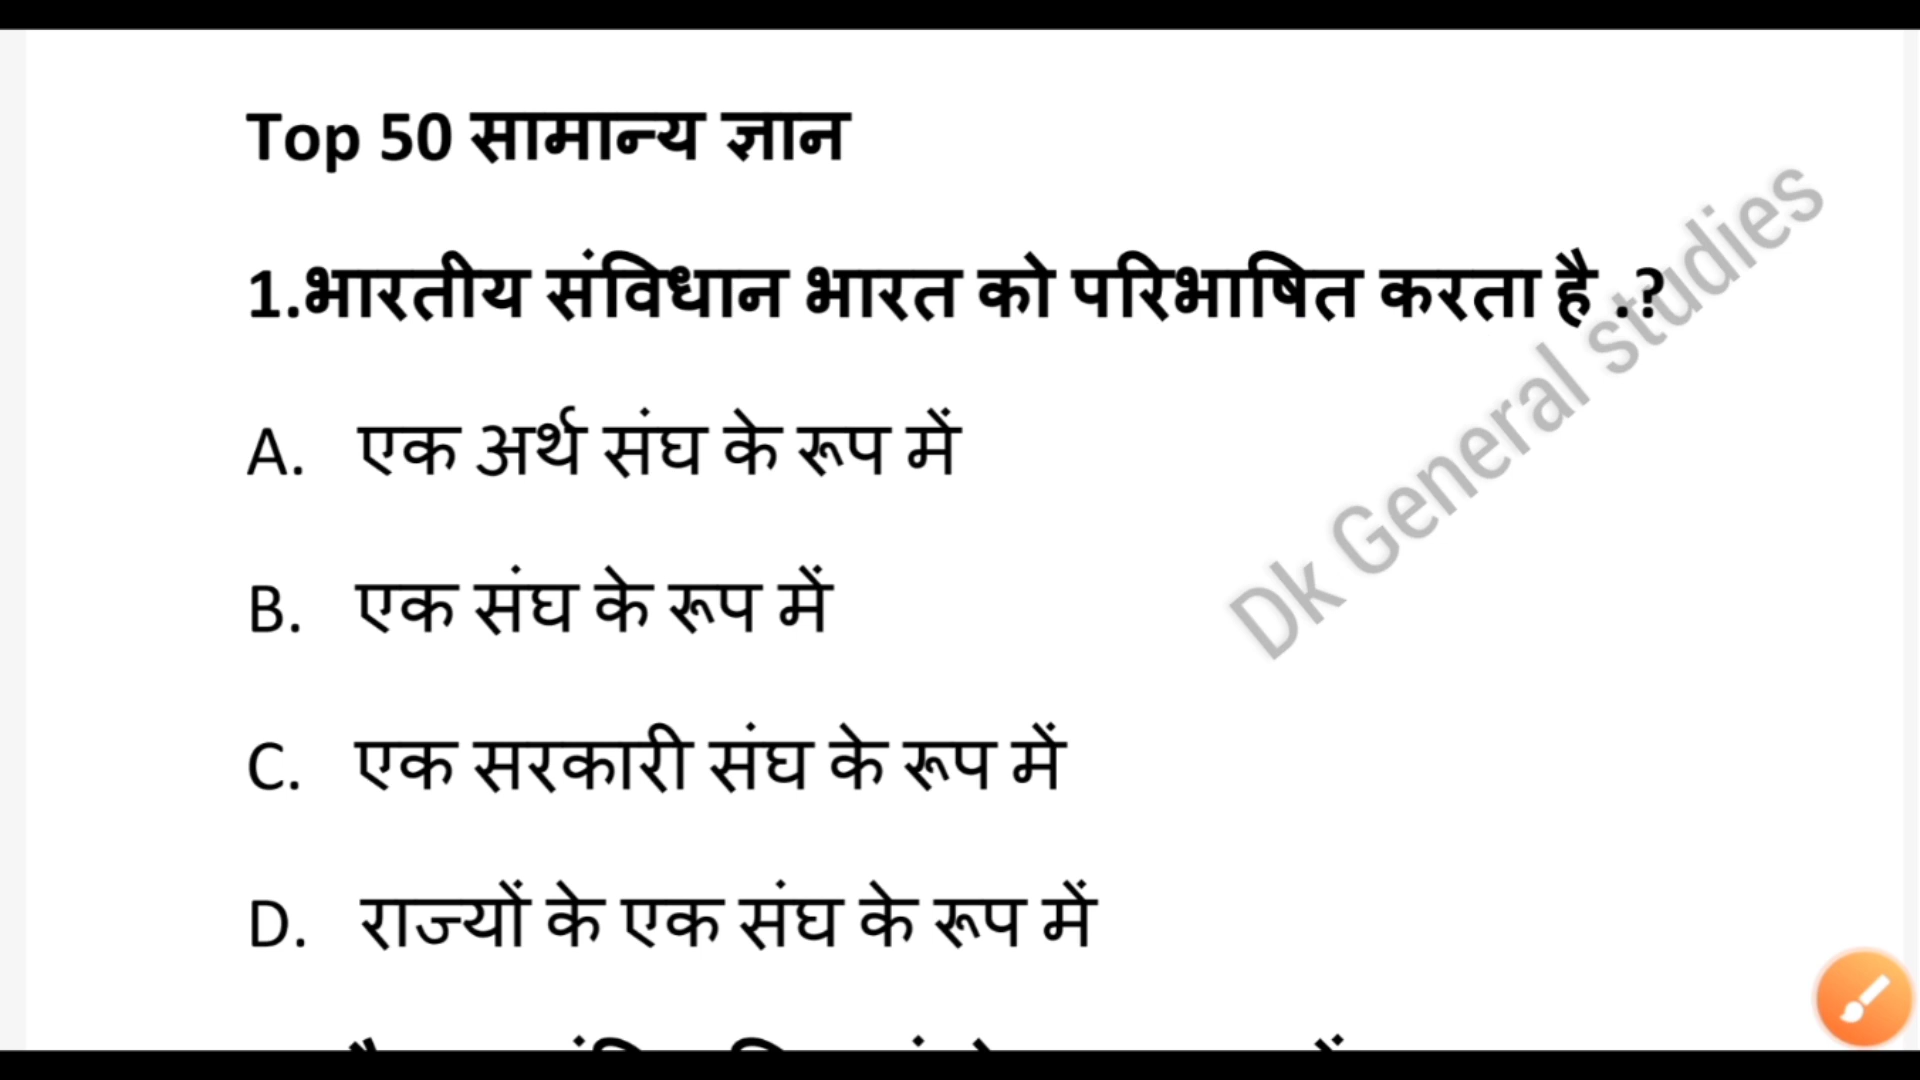 Top 50 सामान्य ज्ञान
1.भारतीय संविधान भारत को परिभाषित करता है .?
A. एक अर्थ संघ के रूप में
B. एक संघ के रूप में
C. एक सरकारी संघ के रूप में
D. राज्यों के एक संघ के रूप में
Dk General studies